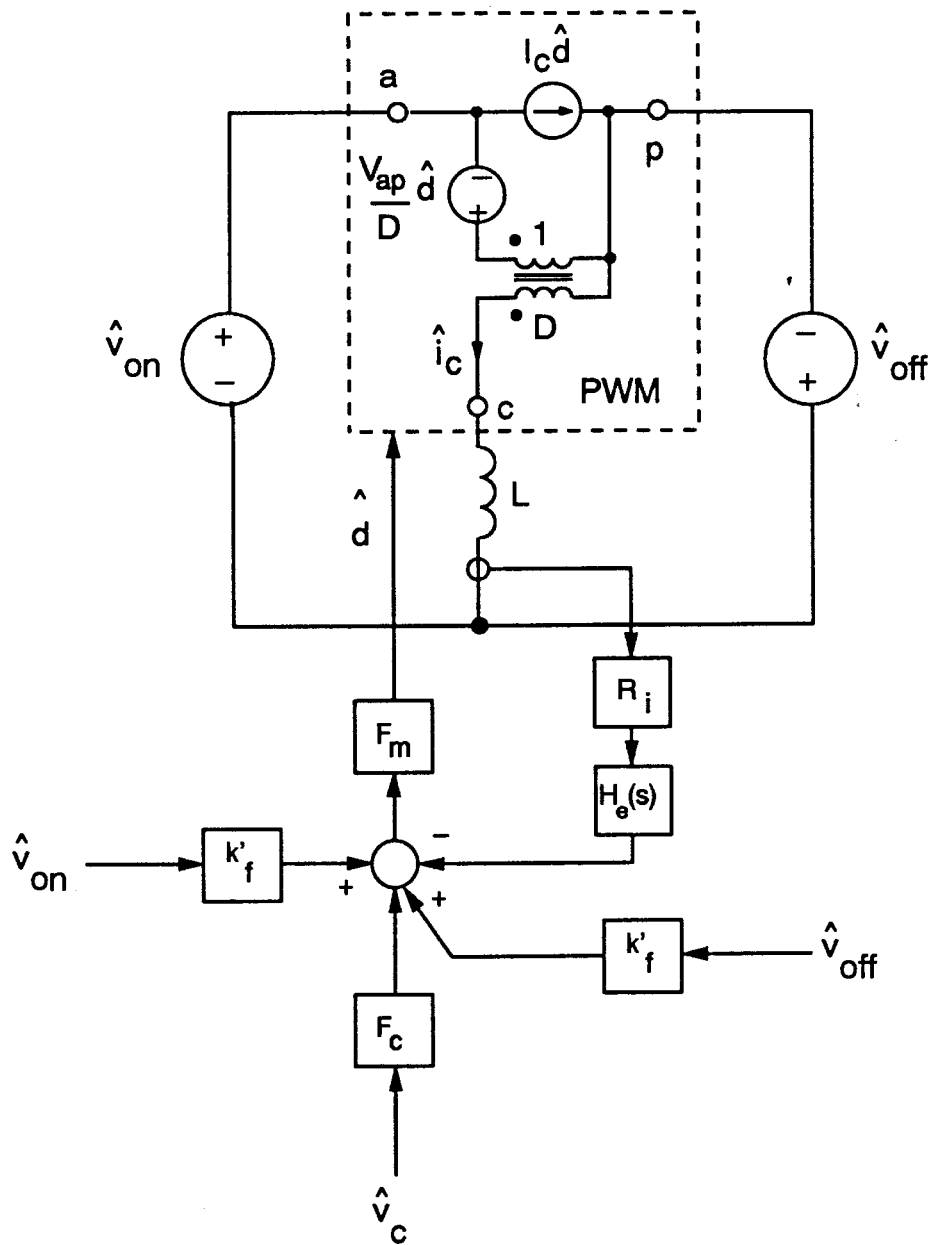 I_c d̂
a
p
V_ap/D d̂
− +
1
D
î_c
c
PWM
v̂_on
+ −
v̂_off
− +
L
d̂
R_i
F_m
H_e(s)
−
v̂_on
k'_f
+
+
k'_f
v̂_off
F_c
v̂_c